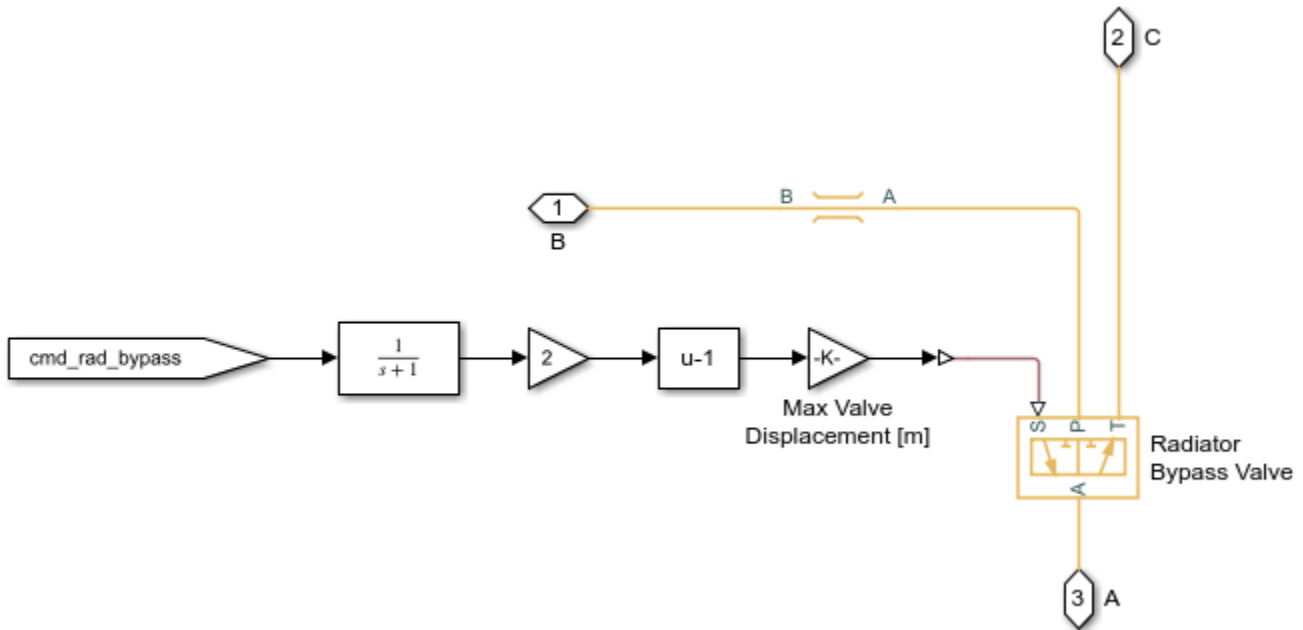 2
C
B
A
1
B
cmd_rad_bypass
1
s + 1
2
u-1
-K-
Max Valve
Displacement [m]
S
P
T
A
Radiator
Bypass Valve
3
A